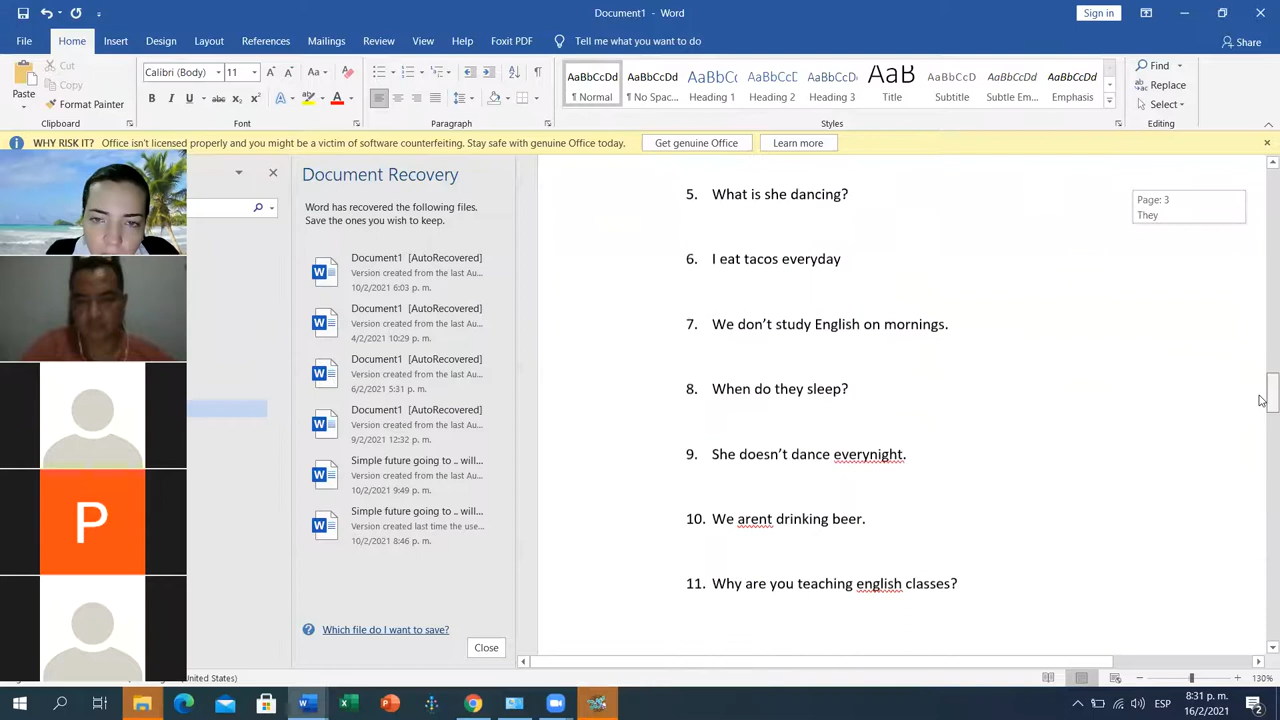 Document1 - Word
Sign in
File Home Insert Design Layout References Mailings Review View Help Foxit PDF Tell me what you want to do Share
Cut
Copy
Format Painter
Paste
Clipboard
Calibri (Body) 11
Font
Paragraph
AaBbCcDd AaBbCcDd AaBbC( AaBbCcC AaBbCcD AaB AaBbCcD AaBbCcDd AaBbCcDd
¶ Normal ¶ No Spac... Heading 1 Heading 2 Heading 3 Title Subtitle Subtle Em... Emphasis
Styles
Find
Replace
Select
Editing
WHY RISK IT? Office isn't licensed properly and you might be a victim of software counterfeiting. Stay safe with genuine Office today. Get genuine Office Learn more
Document Recovery
Word has recovered the following files.
Save the ones you wish to keep.
Document1 [AutoRecovered]
Version created from the last Au...
10/2/2021 6:03 p. m.
Document1 [AutoRecovered]
Version created from the last Au...
4/2/2021 10:29 p. m.
Document1 [AutoRecovered]
Version created from the last Au...
6/2/2021 5:31 p. m.
Document1 [AutoRecovered]
Version created from the last Au...
9/2/2021 12:32 p. m.
Simple future going to .. will...
Version created from the last Au...
10/2/2021 9:49 p. m.
Simple future going to .. will...
Version created last time the use...
10/2/2021 8:46 p. m.
Which file do I want to save?
Close
P
5. What is she dancing?
6. I eat tacos everyday
7. We don't study English on mornings.
8. When do they sleep?
9. She doesn't dance everynight.
10. We arent drinking beer.
11. Why are you teaching english classes?
Page: 3
They
United States)
130%
ESP
8:31 p. m.
16/2/2021
2